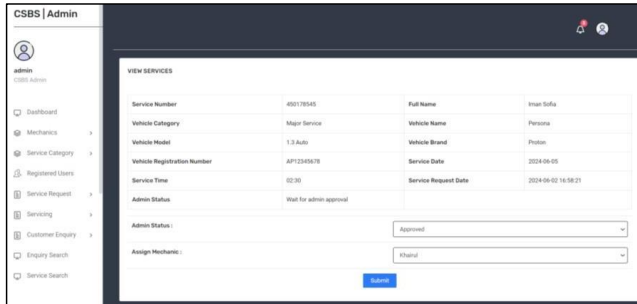 CSBS | Admin
admin
CSBS Admin
Dashboard
Mechanics
Service Category
Registered Users
Service Request
Servicing
Customer Enquiry
Enquiry Search
Service Search
VIEW SERVICES
Service Number 450178545 Full Name Iman Sofia
Vehicle Category Major Service Vehicle Name Persona
Vehicle Model 1.3 Auto Vehicle Brand Proton
Vehicle Registration Number AP12345678 Service Date 2024-06-05
Service Time 02:30 Service Request Date 2024-06-02 16:58:21
Admin Status Wait for admin approval
Admin Status : Approved
Assign Mechanic : Khairul
Submit